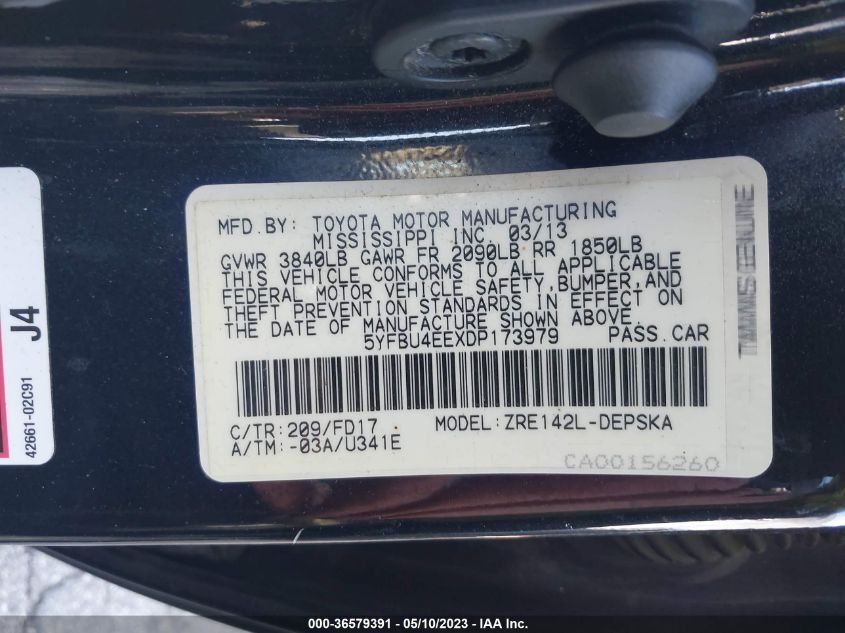 MFD.BY: TOYOTA MOTOR MANUFACTURING
MISSISSIPPI INC. 03/13
GVWR 3840LB GAWR FR 2090LB RR 1850LB
THIS VEHICLE CONFORMS TO ALL APPLICABLE
FEDERAL MOTOR VEHICLE SAFETY,BUMPER,AND
THEFT PREVENTION STANDARDS IN EFFECT ON
THE DATE OF MANUFACTURE SHOWN ABOVE.
5YFBU4EEXDP173979 PASS.CAR
C/TR:209/FD17 MODEL:ZRE142L-DEPSKA
A/TM:-03A/U341E
CA00156260
J4
42661-02C91
000-36579391 - 05/10/2023 - IAA Inc.